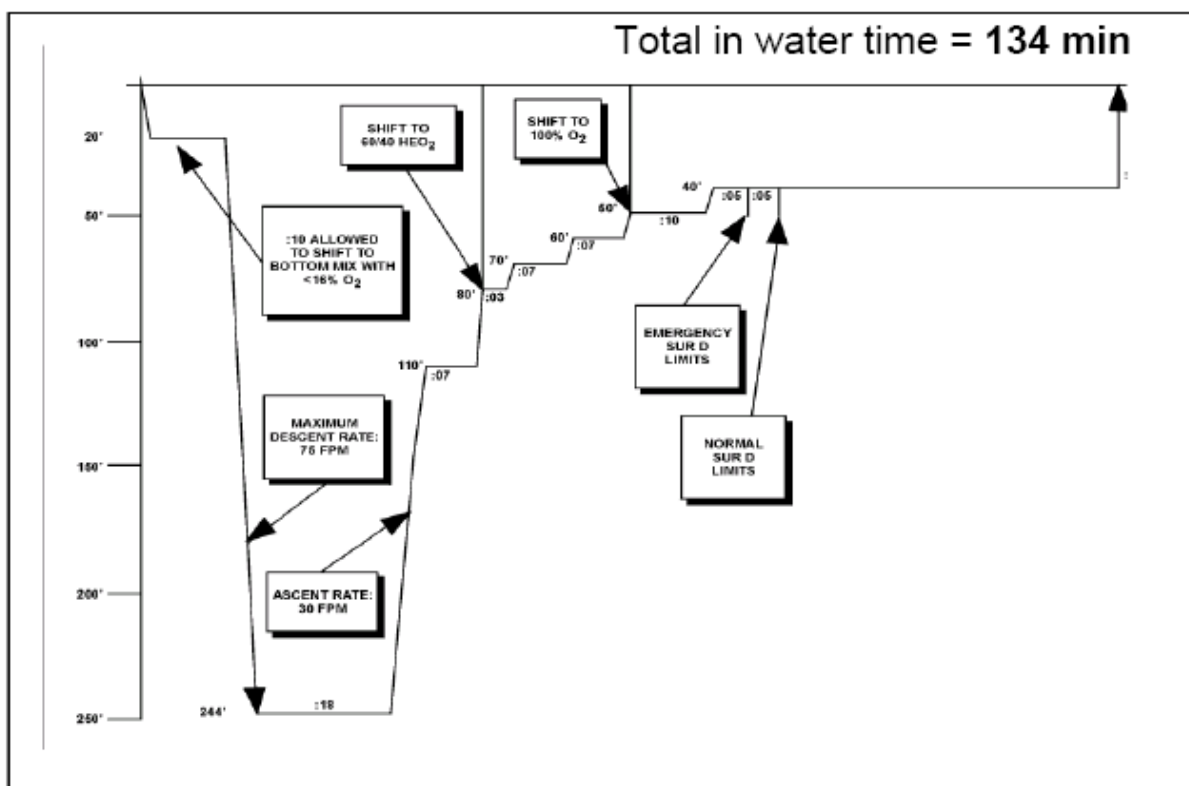 Total in water time = 134 min
SHIFT TO
60/40 HEO2
SHIFT TO
100% O2
20'
50'
100'
150'
200'
250'
:10 ALLOWED
TO SHIFT TO
BOTTOM MIX WITH
<16% O2
MAXIMUM
DESCENT RATE:
75 FPM
ASCENT RATE:
30 FPM
244'
:18
110'
:07
80'
:03
70'
:07
60'
:07
50'
:10
40'
:05
:05
EMERGENCY
SUR D
LIMITS
NORMAL
SUR D
LIMITS